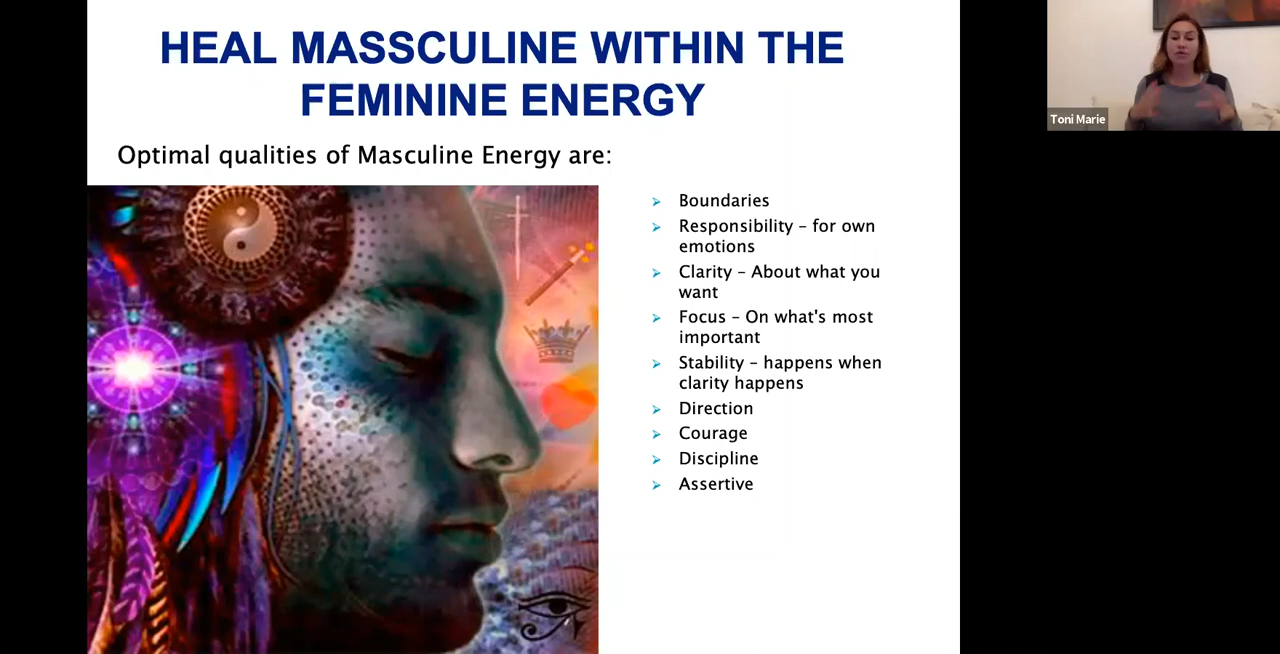 HEAL MASSCULINE WITHIN THE
FEMININE ENERGY
Optimal qualities of Masculine Energy are:
Boundaries
Responsibility – for own
emotions
Clarity – About what you
want
Focus – On what's most
important
Stability – happens when
clarity happens
Direction
Courage
Discipline
Assertive
Toni Marie